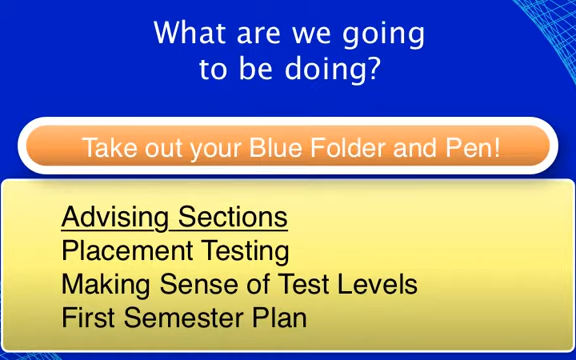 What are we going
to be doing?
Take out your Blue Folder and Pen!
Advising Sections
Placement Testing
Making Sense of Test Levels
First Semester Plan